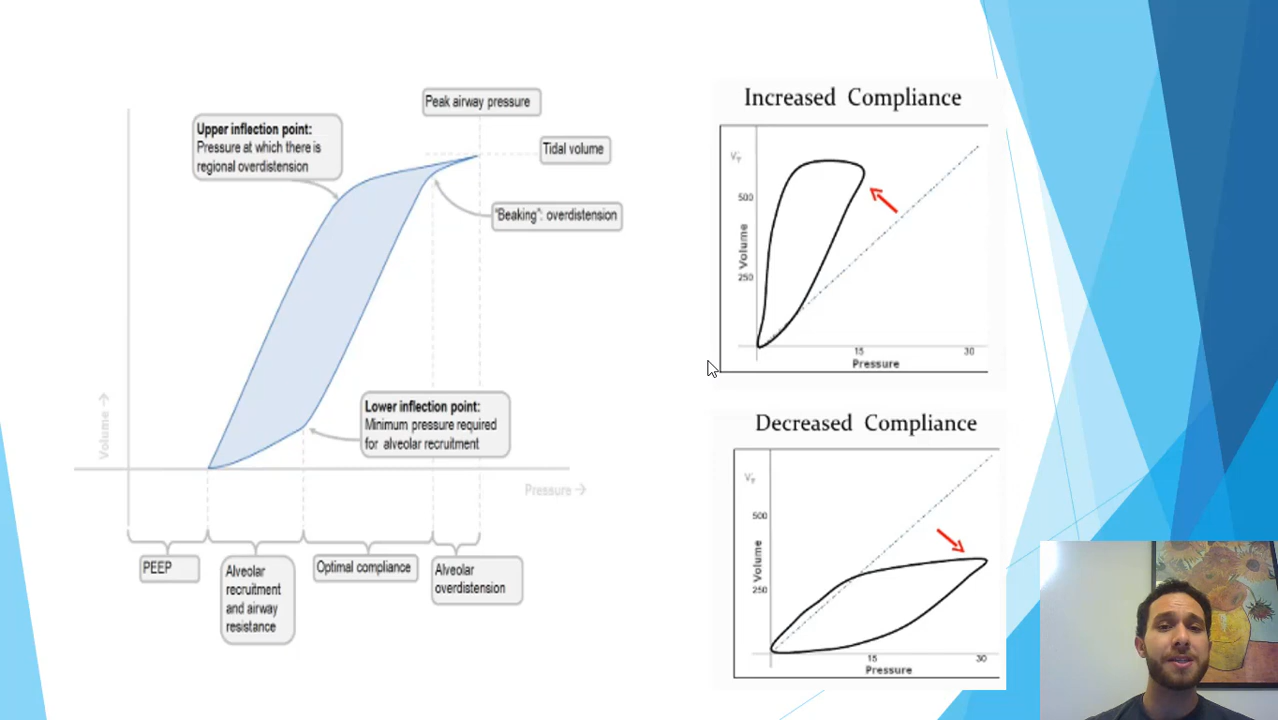 Peak airway pressure
Upper inflection point:
Pressure at which there is
regional overdistension
Tidal volume
"Beaking": overdistension
Lower inflection point:
Minimum pressure required
for alveolar recruitment
Volume →
Pressure →
PEEP
Alveolar
recruitment
and airway
resistance
Optimal compliance
Alveolar
overdistension
Increased Compliance
VT
500
Volume
250
15
30
Pressure
Decreased Compliance
VT
500
Volume
250
15
30
Pressure